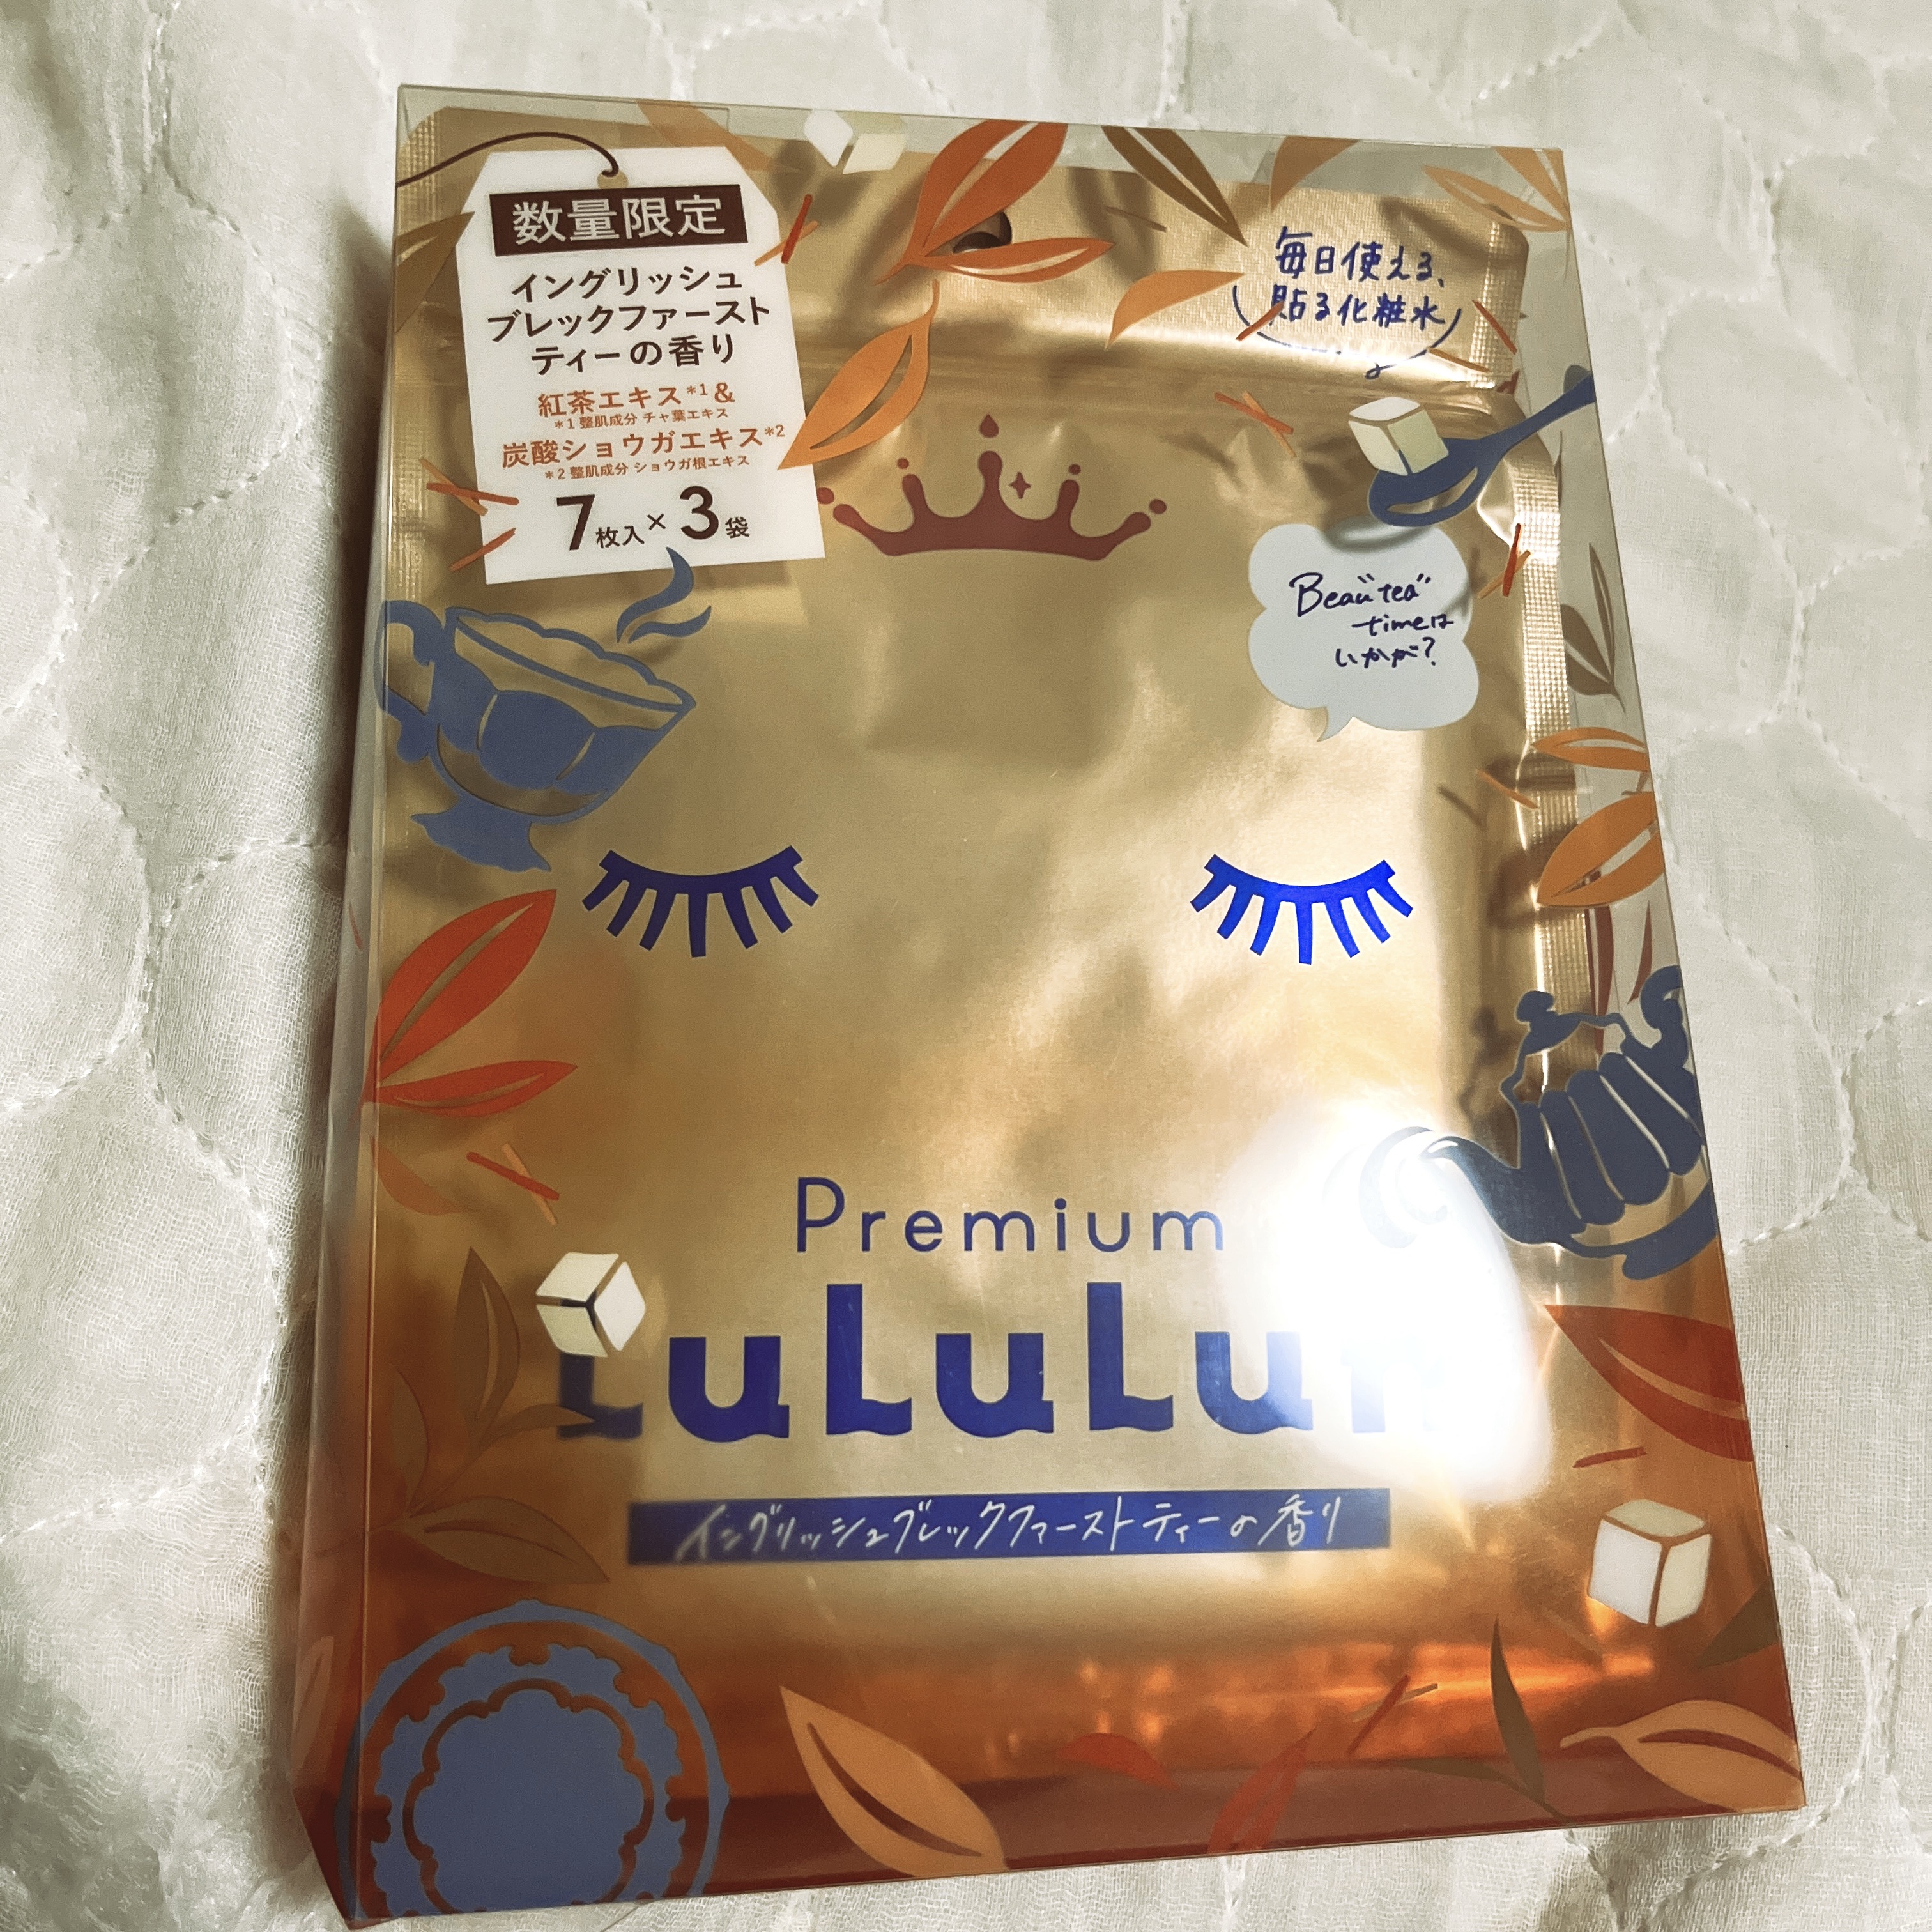 数量限定
イングリッシュ
ブレックファースト
ティーの香り
紅茶エキス*1&
*1 整肌成分 チャ葉エキス
炭酸ショウガエキス*2
*2 整肌成分 ショウガ根エキス
7枚入×3袋
毎日使える、
貼る化粧水
Beau"tea"
timeは
いかが?
Premium
LuLuLun
イングリッシュブレックファーストティーの香り